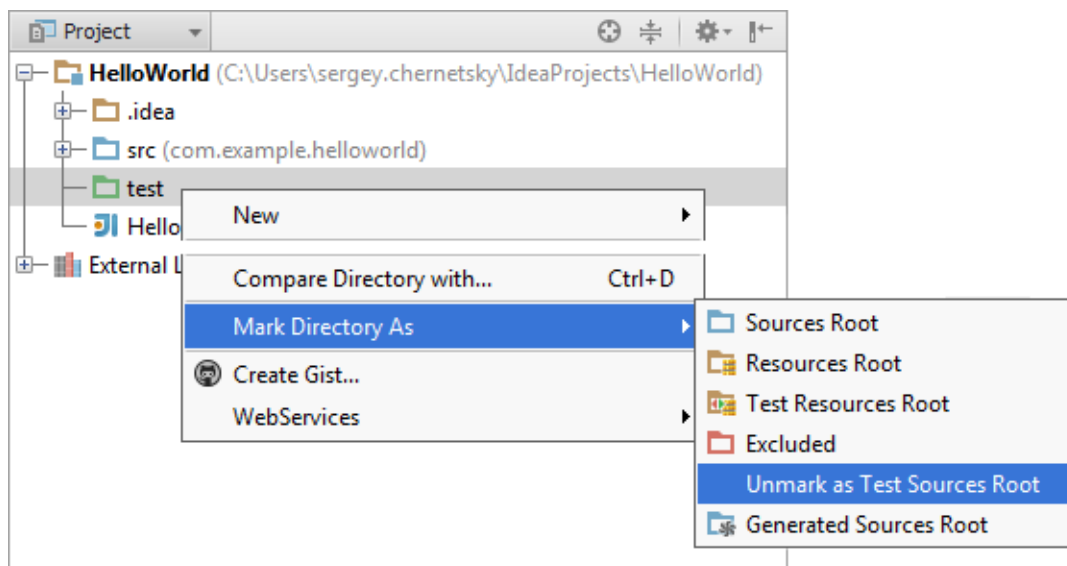 Project
HelloWorld (C:\Users\sergey.chernetsky\IdeaProjects\HelloWorld)
.idea
src (com.example.helloworld)
test
Hello
External L
New
Compare Directory with... Ctrl+D
Mark Directory As
Create Gist...
WebServices
Sources Root
Resources Root
Test Resources Root
Excluded
Unmark as Test Sources Root
Generated Sources Root